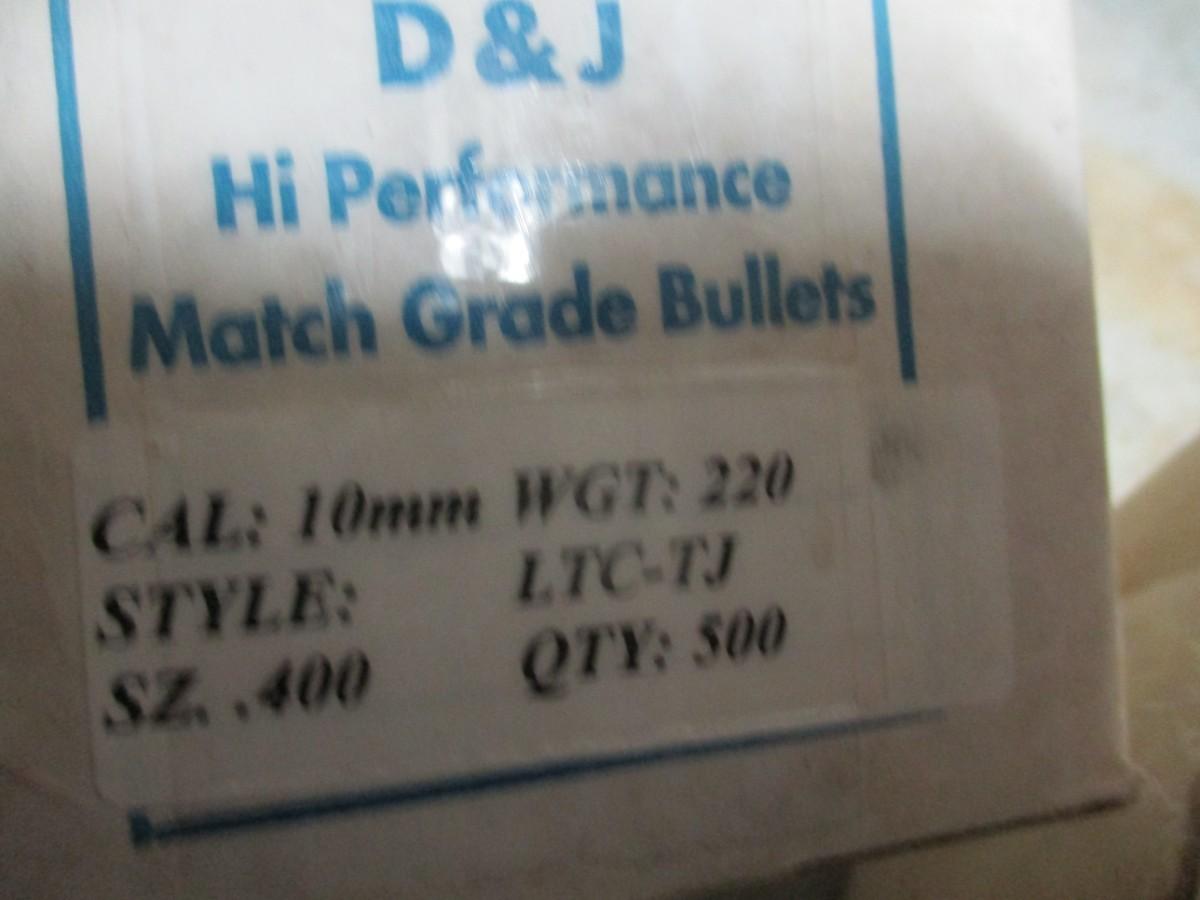 D & J
Hi Performance
Match Grade Bullets
CAL: 10mm WGT: 220
STYLE: LTC-TJ
SZ. .400 QTY: 500